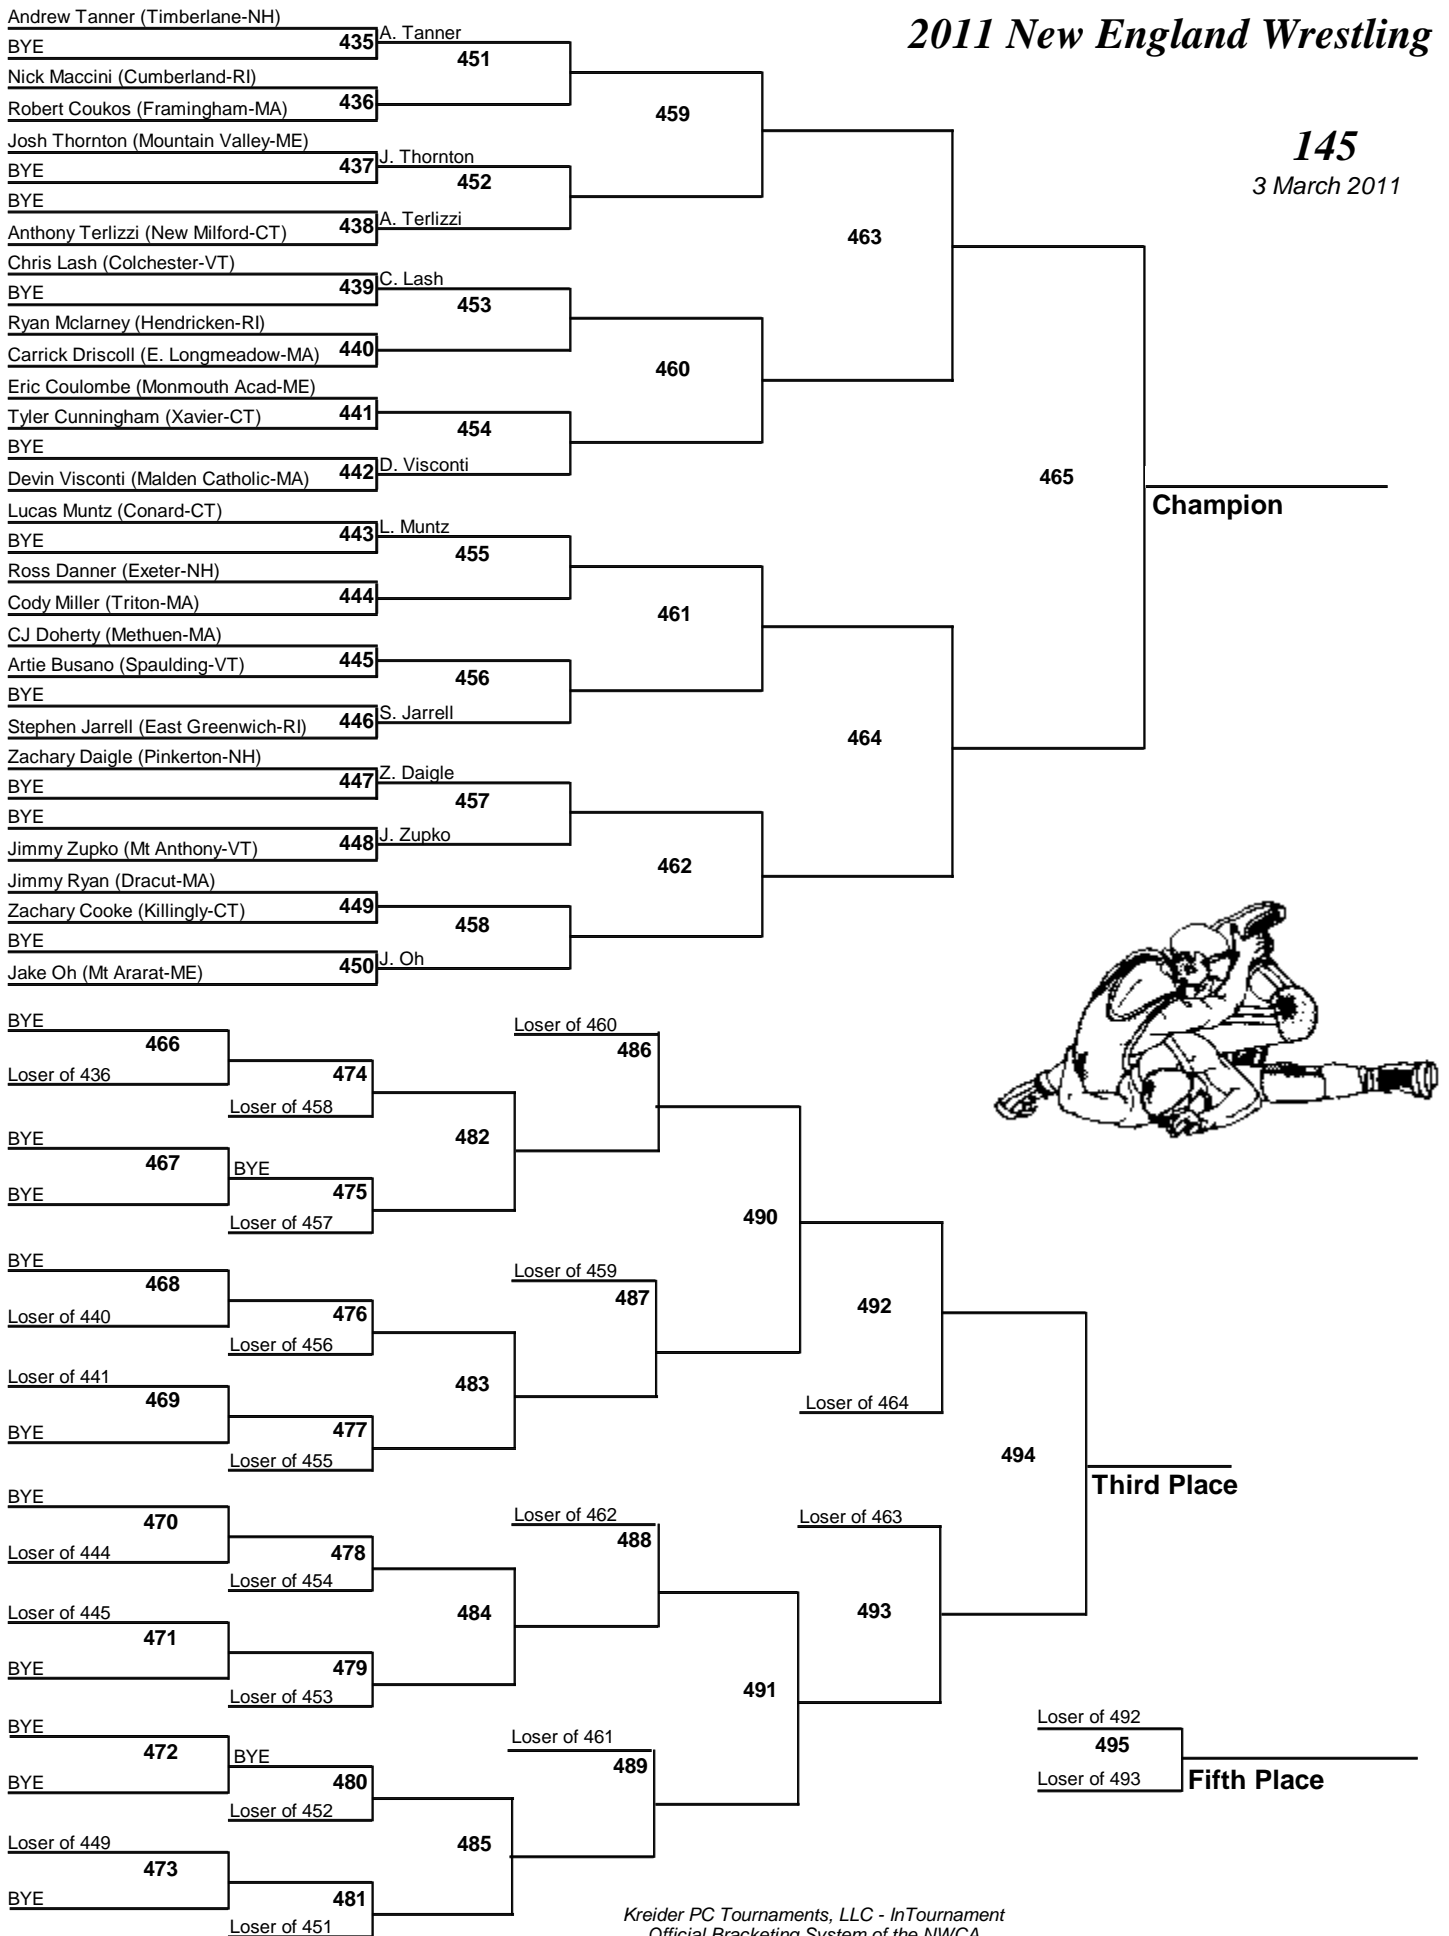 2011 New England Wrestling
145
3 March 2011
Andrew Tanner (Timberlane-NH)
BYE
435
A. Tanner
451
Nick Maccini (Cumberland-RI)
Robert Coukos (Framingham-MA)
436
459
Josh Thornton (Mountain Valley-ME)
BYE
437
J. Thornton
452
BYE
Anthony Terlizzi (New Milford-CT)
438
A. Terlizzi
463
Chris Lash (Colchester-VT)
BYE
439
C. Lash
453
Ryan Mclarney (Hendricken-RI)
Carrick Driscoll (E. Longmeadow-MA)
440
460
Eric Coulombe (Monmouth Acad-ME)
Tyler Cunningham (Xavier-CT)
441
454
BYE
Devin Visconti (Malden Catholic-MA)
442
D. Visconti
465
Champion
Lucas Muntz (Conard-CT)
BYE
443
L. Muntz
455
Ross Danner (Exeter-NH)
Cody Miller (Triton-MA)
444
461
CJ Doherty (Methuen-MA)
Artie Busano (Spaulding-VT)
445
456
BYE
Stephen Jarrell (East Greenwich-RI)
446
S. Jarrell
464
Zachary Daigle (Pinkerton-NH)
BYE
447
Z. Daigle
457
BYE
Jimmy Zupko (Mt Anthony-VT)
448
J. Zupko
462
Jimmy Ryan (Dracut-MA)
Zachary Cooke (Killingly-CT)
449
458
BYE
Jake Oh (Mt Ararat-ME)
450
J. Oh
BYE
466
Loser of 436
474
Loser of 458
Loser of 460
486
482
BYE
467
BYE
BYE
475
Loser of 457
490
BYE
468
Loser of 440
476
Loser of 456
Loser of 459
487
492
Loser of 441
469
BYE
477
Loser of 455
483
Loser of 464
494
Third Place
BYE
470
Loser of 444
478
Loser of 454
Loser of 462
488
Loser of 463
493
484
Loser of 445
471
BYE
479
Loser of 453
491
BYE
472
BYE
BYE
480
Loser of 452
Loser of 461
489
Loser of 492
495
Loser of 493
Fifth Place
485
Loser of 449
473
BYE
481
Loser of 451
Kreider PC Tournaments, LLC - InTournament
Official Bracketing System of the NWCA